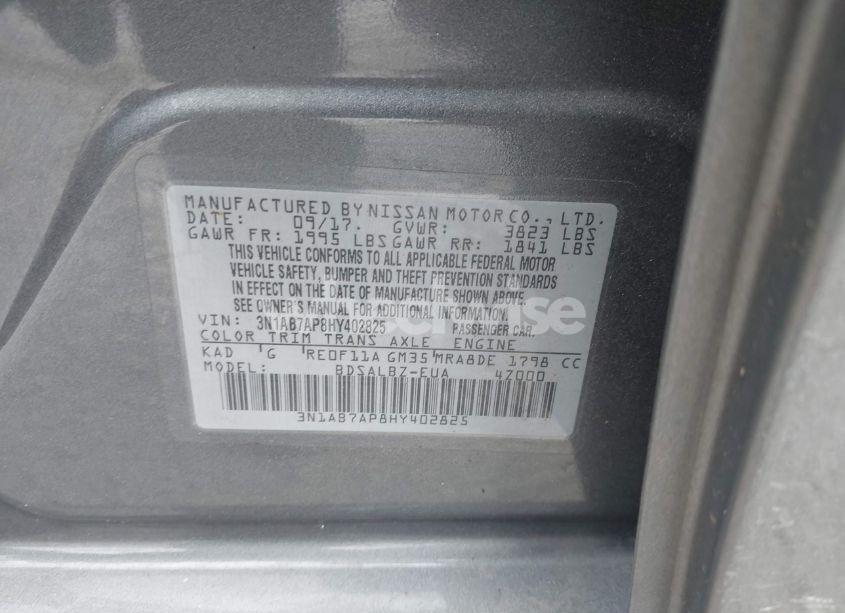 MANUFACTURED BY NISSAN MOTOR CO., LTD.
DATE: 09/17. GVWR: 3823 LBS
GAWR FR: 1995 LBS GAWR RR: 1841 LBS
THIS VEHICLE CONFORMS TO ALL APPLICABLE FEDERAL MOTOR
VEHICLE SAFETY, BUMPER AND THEFT PREVENTION STANDARDS
IN EFFECT ON THE DATE OF MANUFACTURE SHOWN ABOVE.
SEE OWNER'S MANUAL FOR ADDITIONAL INFORMATION.
VIN: 3N1AB7AP8HY402825 PASSENGER CAR.
COLOR TRIM TRANS AXLE ENGINE
KAD G RE0F11A GM35 MRA8DE 1798 CC
MODEL: BDSALBZ-EUA 47000
3N1AB7AP8HY402825